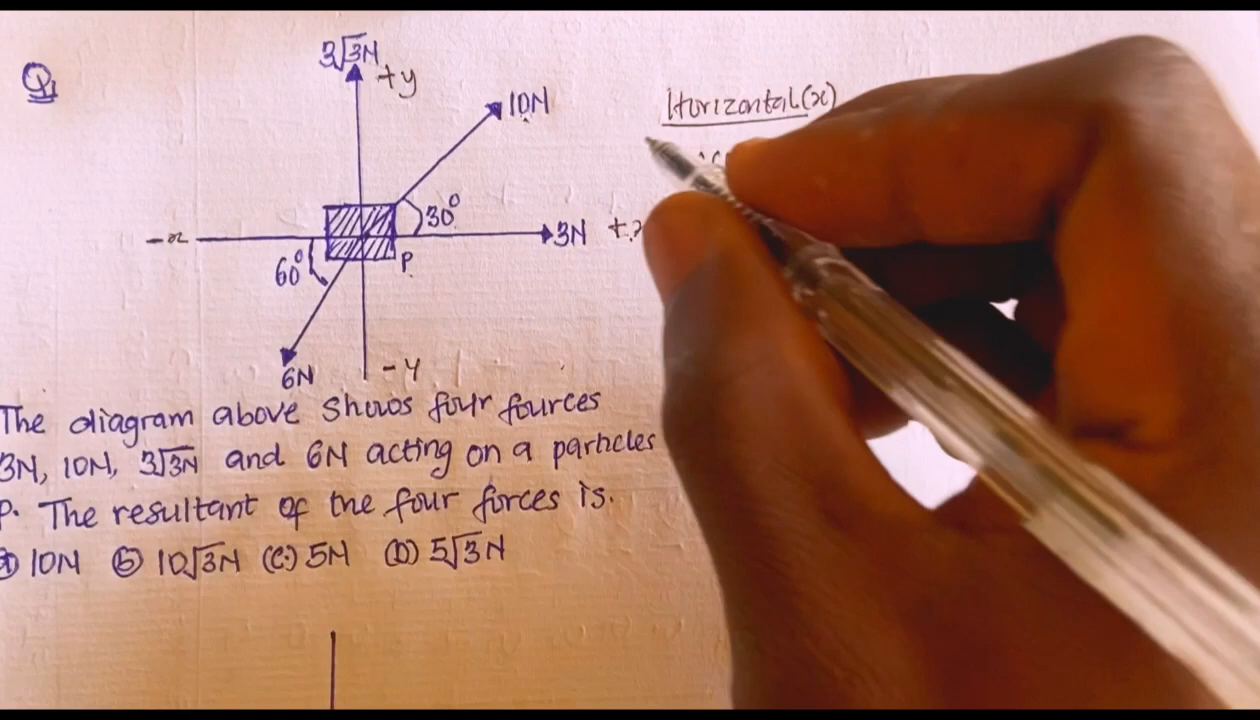 Q1
3√3N
+y
10N
Horizontal(x)
30°
-x
3N
60°
P
6N
-y
The diagram above shows four fources
3N, 10N, 3√3N and 6N acting on a particles
P. The resultant of the four forces is.
10N (b) 10√3N (C) 5N (D) 5√3N